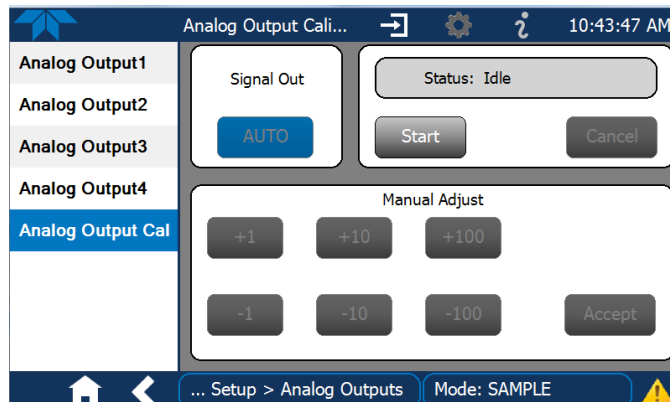 Analog Output Cali... 10:43:47 AM
Analog Output1
Analog Output2
Analog Output3
Analog Output4
Analog Output Cal
Signal Out
AUTO
Status: Idle
Start Cancel
Manual Adjust
+1 +10 +100
-1 -10 -100 Accept
... Setup > Analog Outputs Mode: SAMPLE